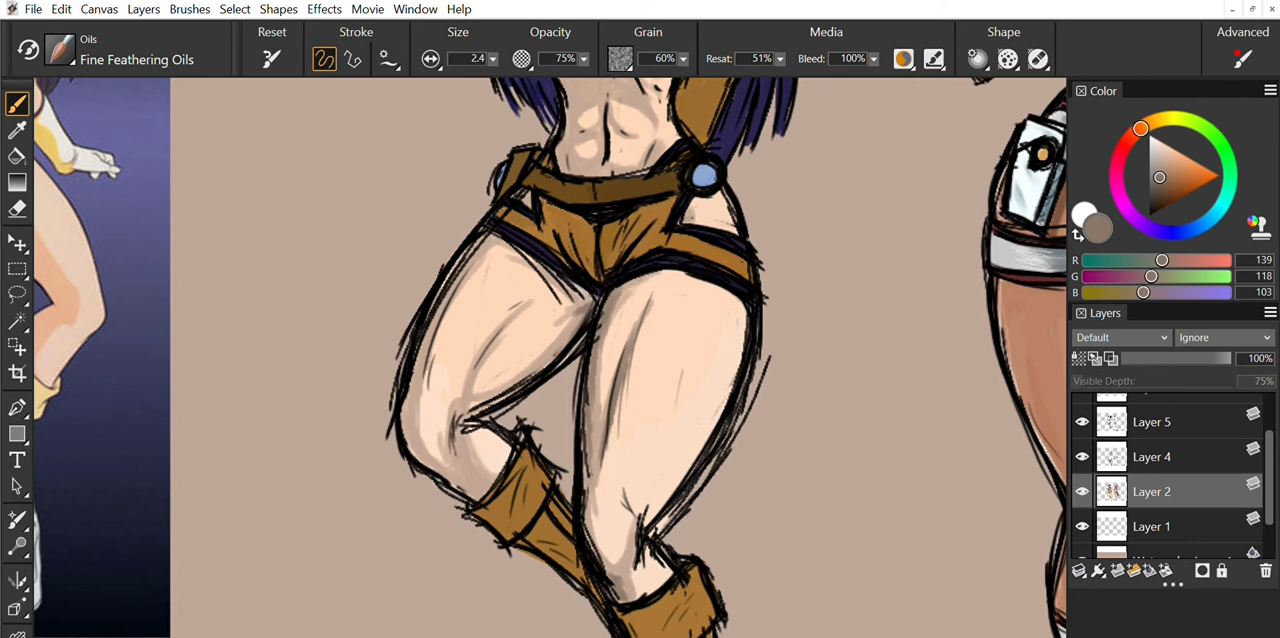 File Edit Canvas Layers Brushes Select Shapes Effects Movie Window Help
Oils
Fine Feathering Oils
Reset Stroke Size Opacity Grain Media Shape Advanced
2.4 75% 60% Resat: 51% Bleed: 100%
Color
R 139
G 118
B 103
Layers
Default Ignore
100%
Visible Depth: 75%
Layer 5
Layer 4
Layer 2
Layer 1